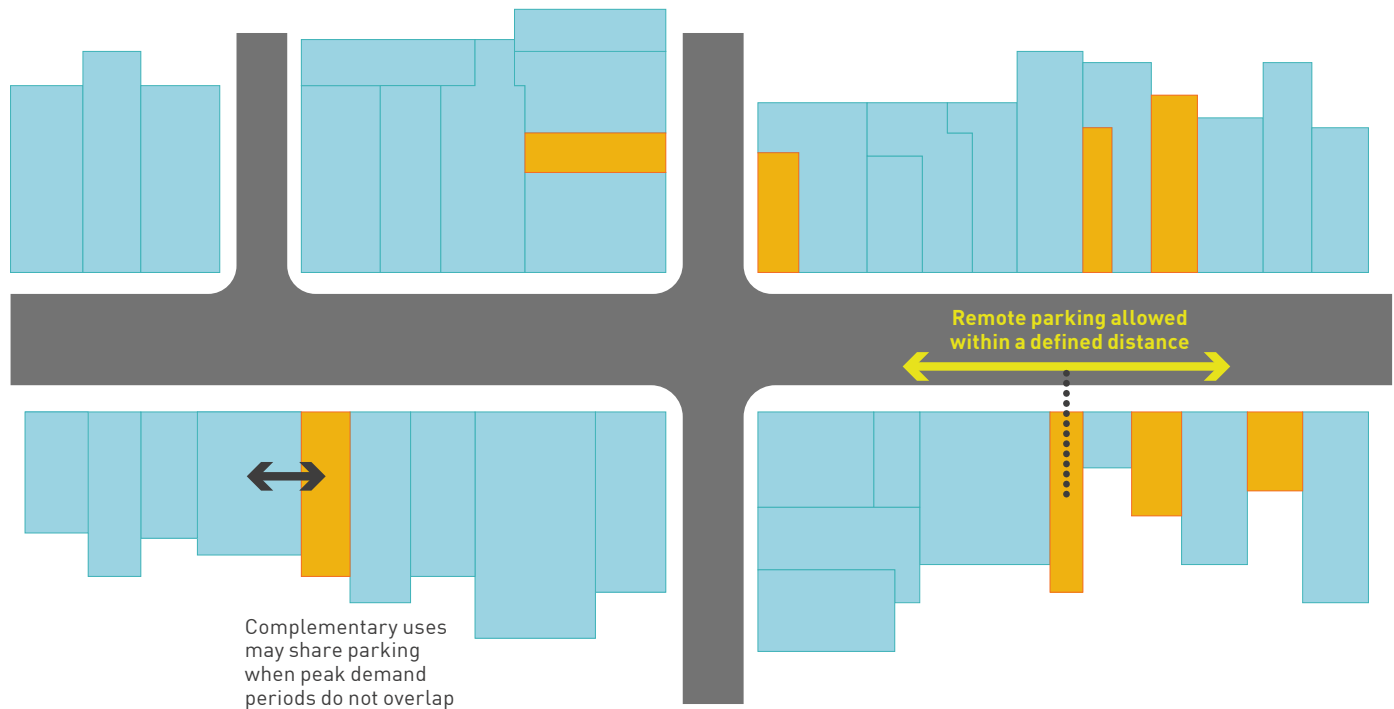 Remote parking allowed
within a defined distance
Complementary uses
may share parking
when peak demand
periods do not overlap